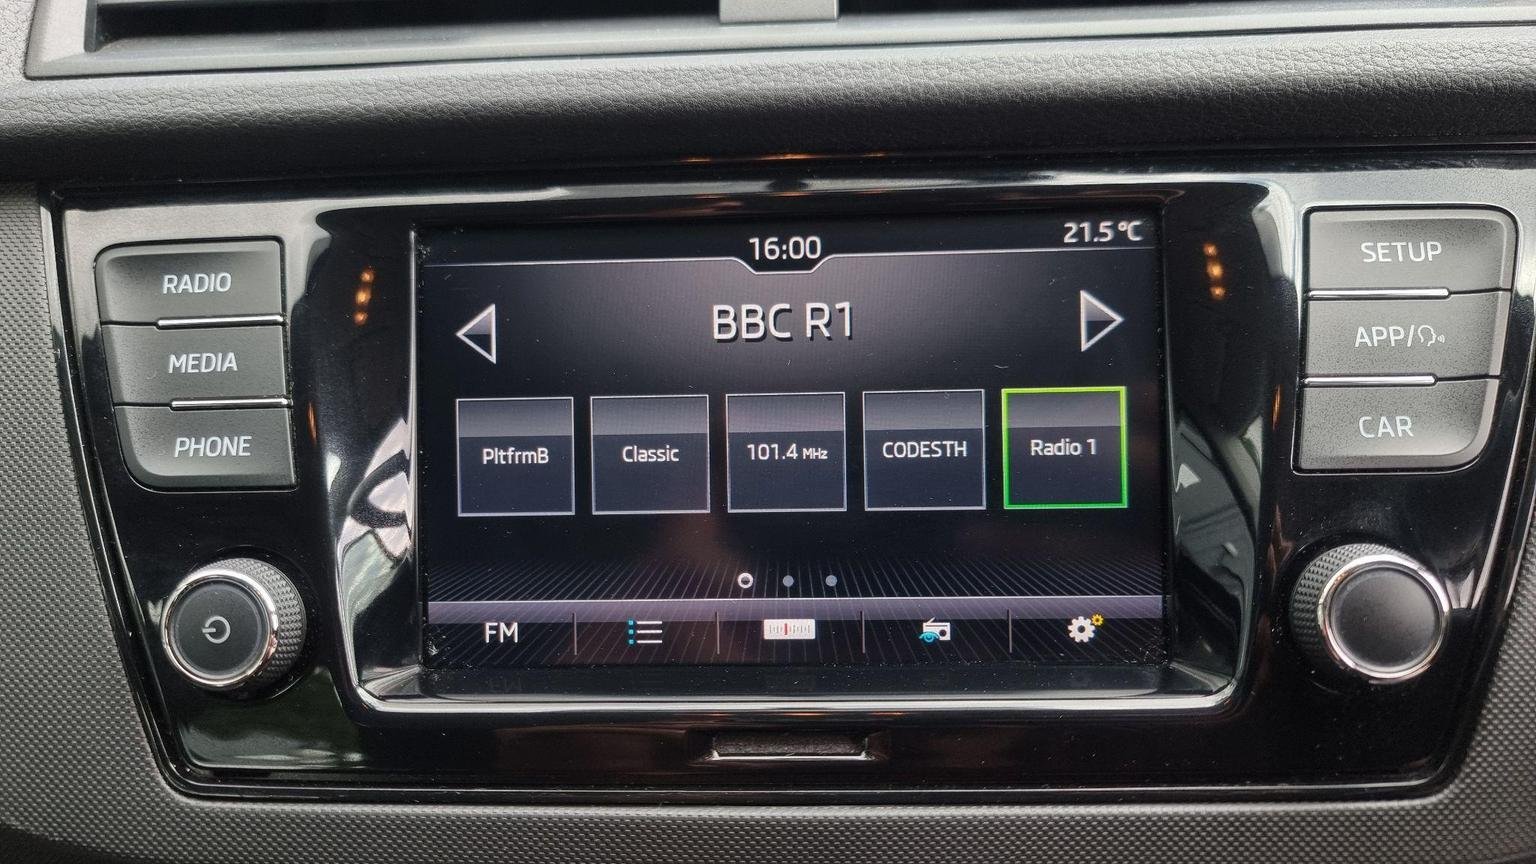 16:00
21.5°C
BBC R1
PltfrmB
Classic
101.4 MHz
CODESTH
Radio 1
FM
RADIO
MEDIA
PHONE
SETUP
APP/
CAR